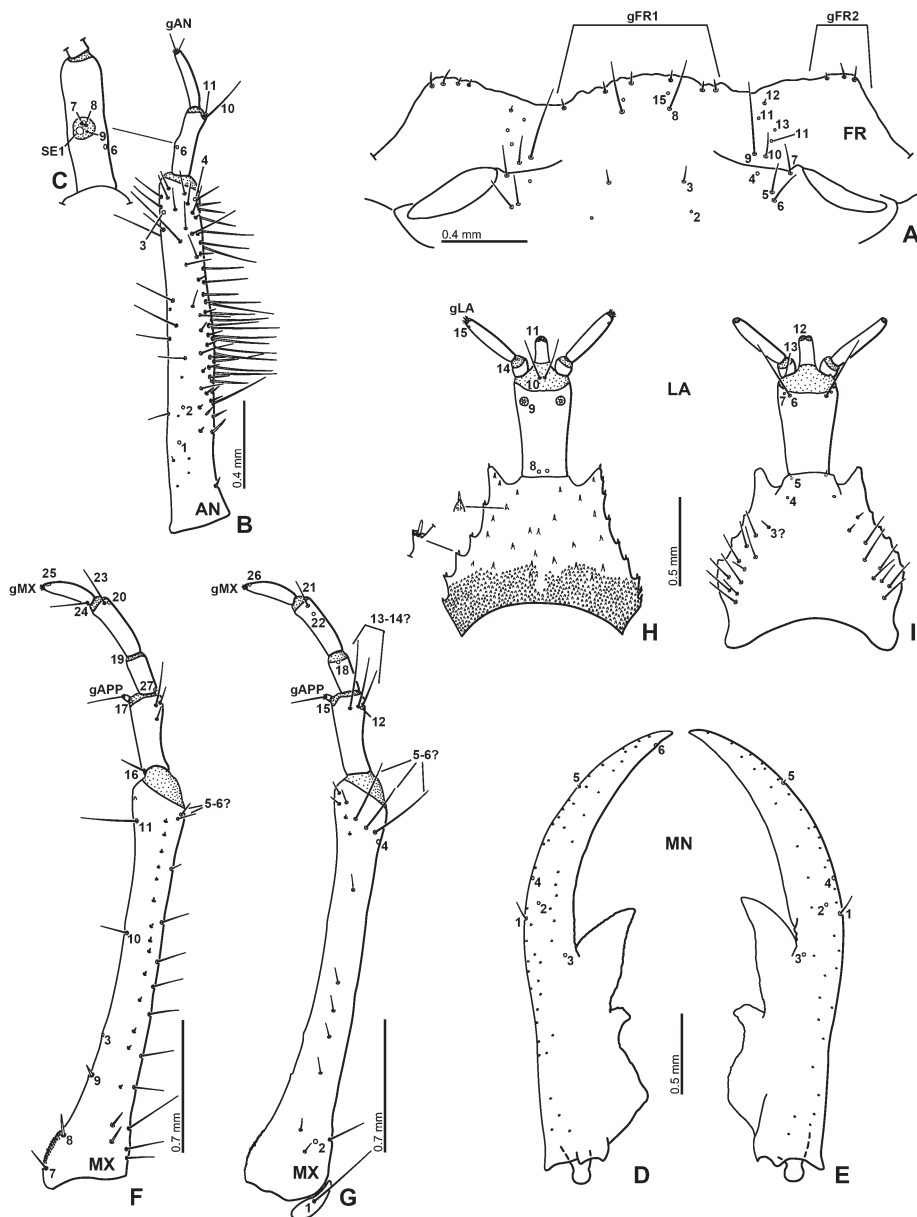 gFR1
gFR2
15
8
12
11
13
11
FR
9
10
7
4
5
6
3
2
0.4 mm
A
gAN
11
10
6
4
3
2
1
0.4 mm
AN
B
C
7
8
9
SE1
6
gLA
15
11
14
10
9
8
H
LA
12
13
7
6
5
4
3?
0.5 mm
I
25
23
gMX
24
20
19
27
gAPP
17
16
5-6?
11
10
3
9
8
7
MX
0.7 mm
F
26
21
gMX
22
13-14?
18
gAPP
15
12
5-6?
4
2
MX
1
0.7 mm
G
6
5
MN
4
2
1
3
0.5 mm
D
5
4
2
1
3
E